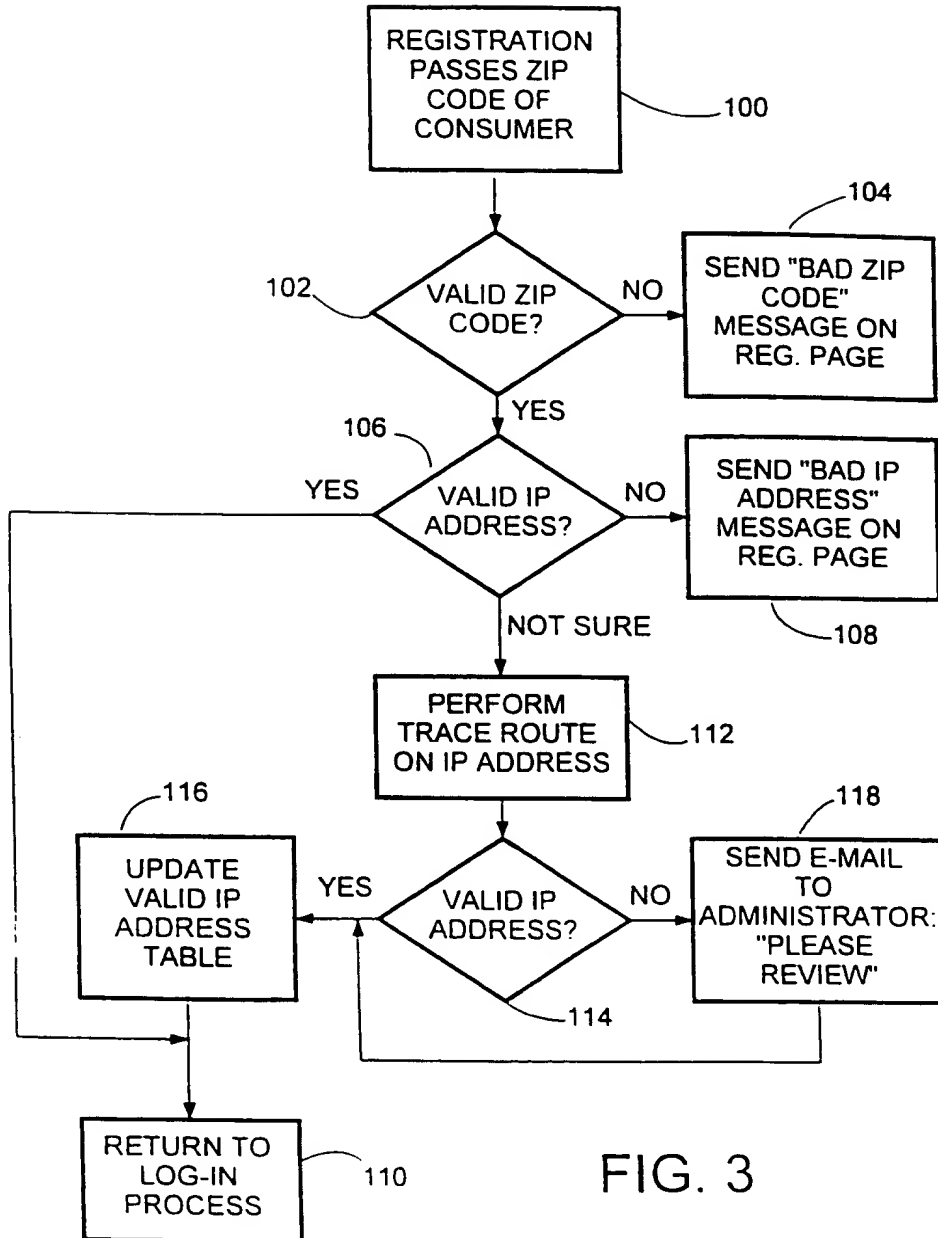 REGISTRATION
PASSES ZIP
CODE OF
CONSUMER
100
104
102
VALID ZIP
CODE?
NO
SEND "BAD ZIP
CODE"
MESSAGE ON
REG. PAGE
YES
106
YES
VALID IP
ADDRESS?
NO
SEND "BAD IP
ADDRESS"
MESSAGE ON
REG. PAGE
108
NOT SURE
PERFORM
TRACE ROUTE
ON IP ADDRESS
112
116
118
UPDATE
VALID IP
ADDRESS
TABLE
YES
VALID IP
ADDRESS?
NO
SEND E-MAIL
TO
ADMINISTRATOR:
"PLEASE
REVIEW"
114
RETURN TO
LOG-IN
PROCESS
110
FIG. 3